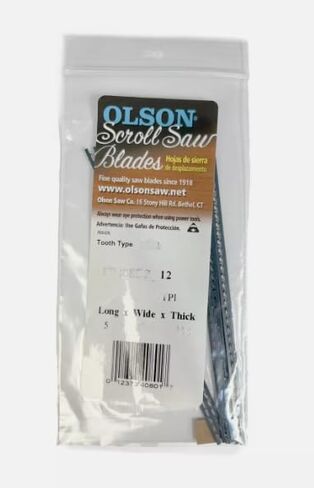 OLSON
Scroll Saw
Blades
Hojas de sierra
de desplazamiento
Fine quality saw blades since 1918
www.olsonsaw.net
Olson Saw Co. 16 Stony Hill Rd. Bethel, CT
Always wear eye protection when using power tools.
Advertencia: Use Gafas de Protección.
Tooth Type
12
TPI
Long x Wide x Thick
5